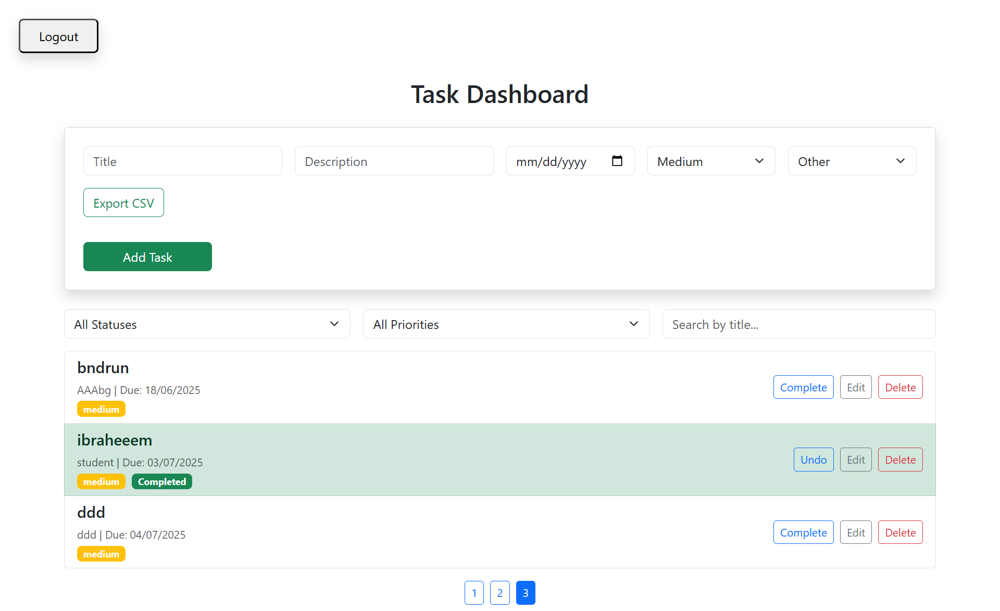 Logout
Task Dashboard
Title Description mm/dd/yyyy Medium Other
Export CSV
Add Task
All Statuses All Priorities Search by title...
bndrun
AAAbg | Due: 18/06/2025
medium
Complete Edit Delete
ibraheeem
student | Due: 03/07/2025
medium Completed
Undo Edit Delete
ddd
ddd | Due: 04/07/2025
medium
Complete Edit Delete
1 2 3